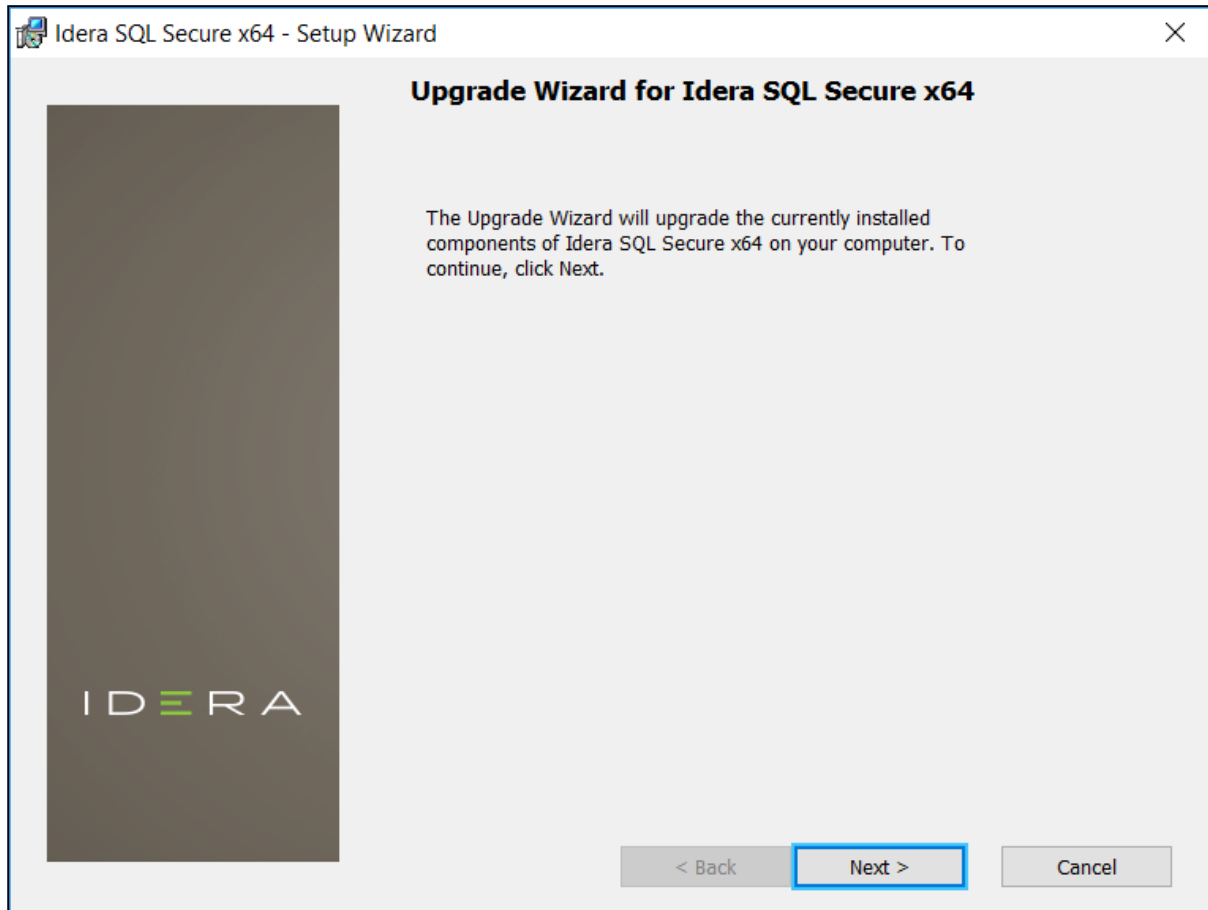 Idera SQL Secure x64 - Setup Wizard
Upgrade Wizard for Idera SQL Secure x64
The Upgrade Wizard will upgrade the currently installed
components of Idera SQL Secure x64 on your computer. To
continue, click Next.
IDERA
< Back Next > Cancel